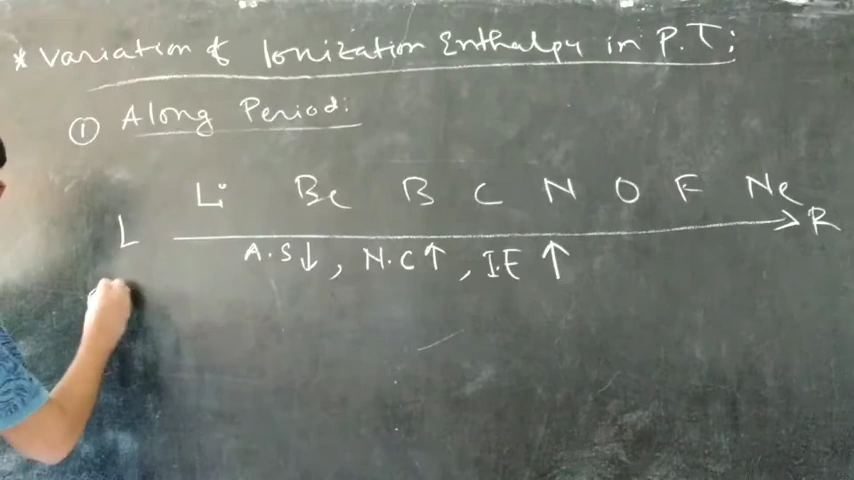 * Variation of Ionization Enthalpy in P.T:
① Along Period:
Li Be B C N O F Ne
L → R
A.S↓, N.C↑, I.E ↑